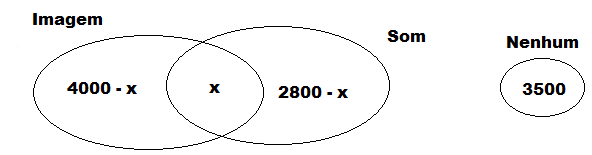 Imagem
Som
Nenhum
4000 - x
x
2800 - x
3500